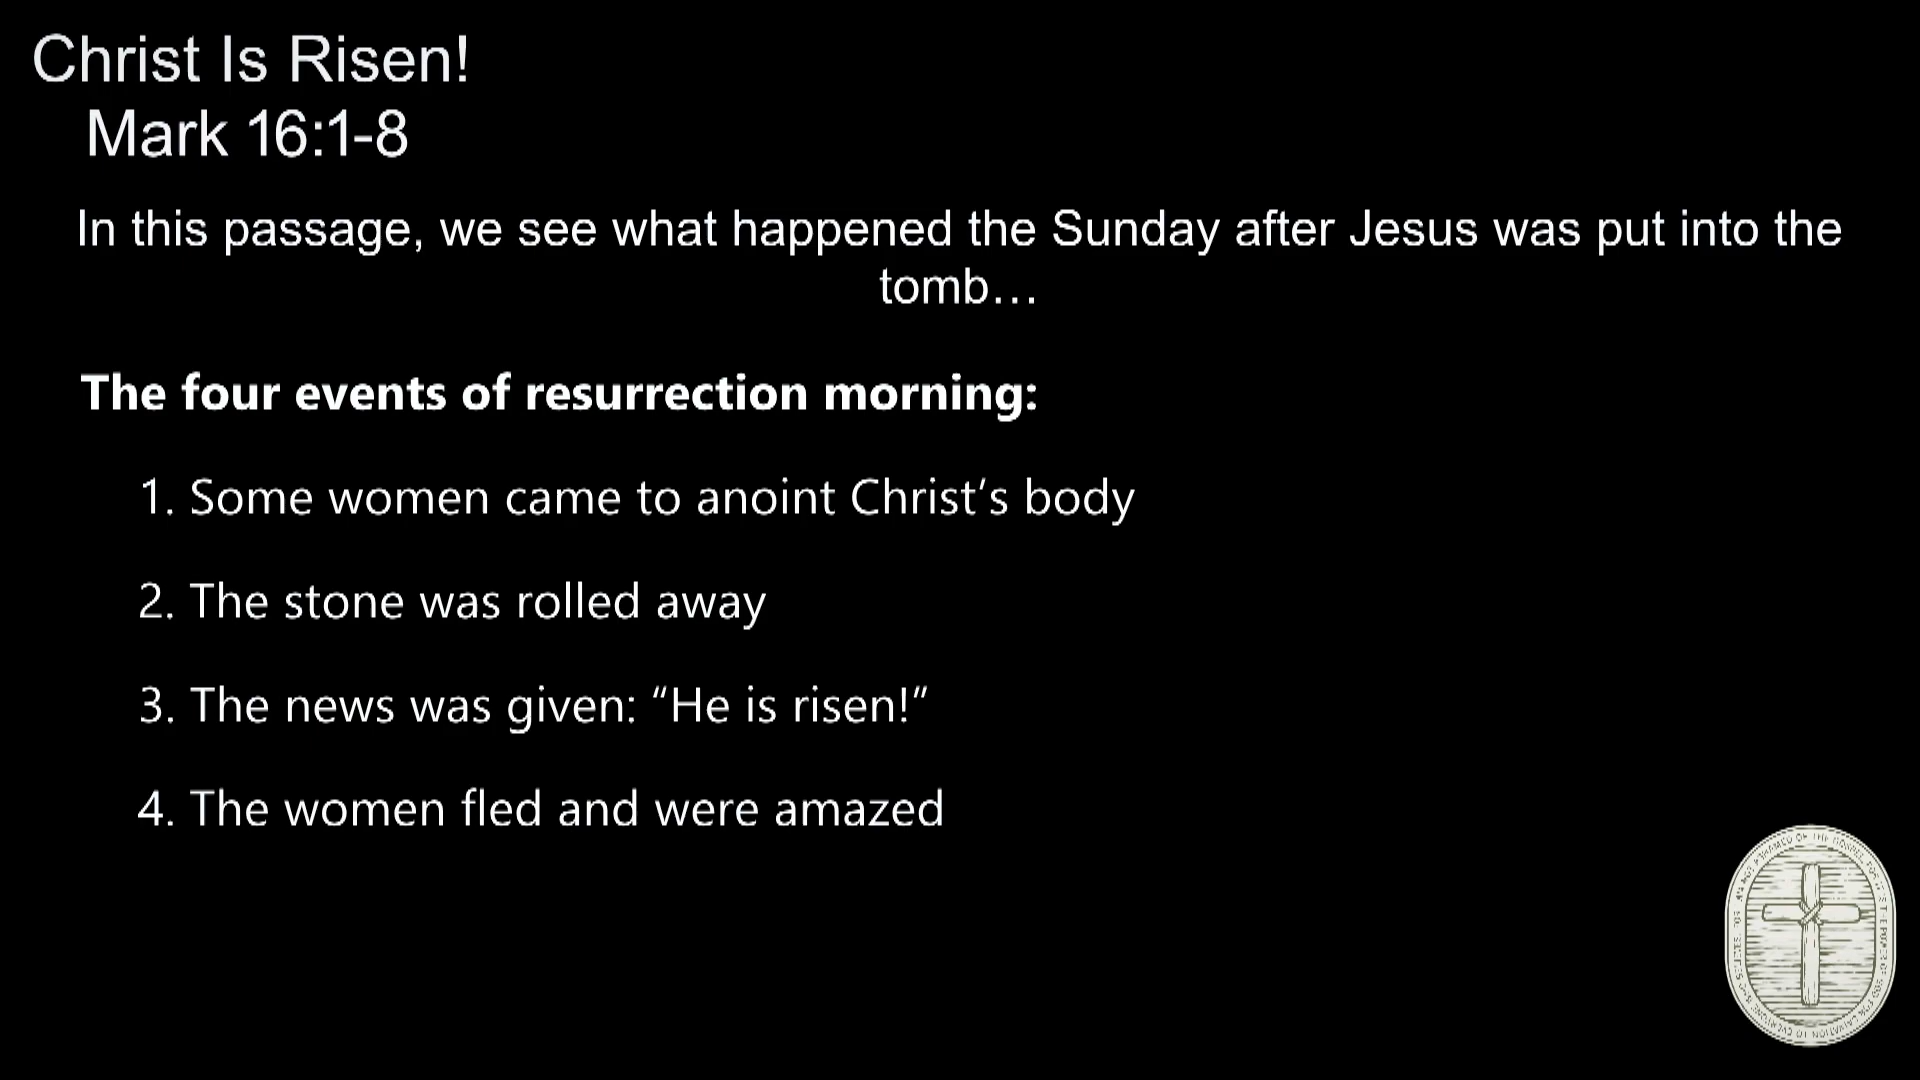 Christ Is Risen!
Mark 16:1-8
In this passage, we see what happened the Sunday after Jesus was put into the
tomb…
The four events of resurrection morning:
1. Some women came to anoint Christ’s body
2. The stone was rolled away
3. The news was given: “He is risen!”
4. The women fled and were amazed